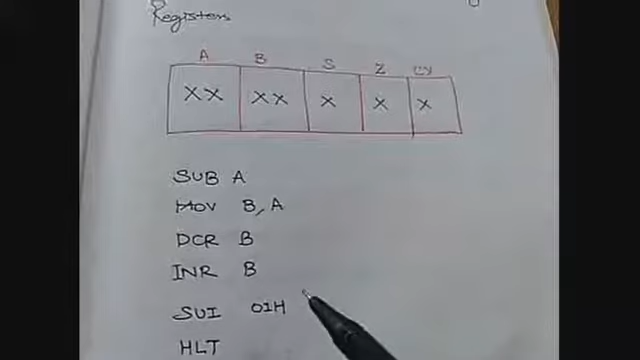 Registers
A B S Z CY
XX XX X X X
SUB A
MOV B, A
DCR B
INR B
SUI 01H
HLT